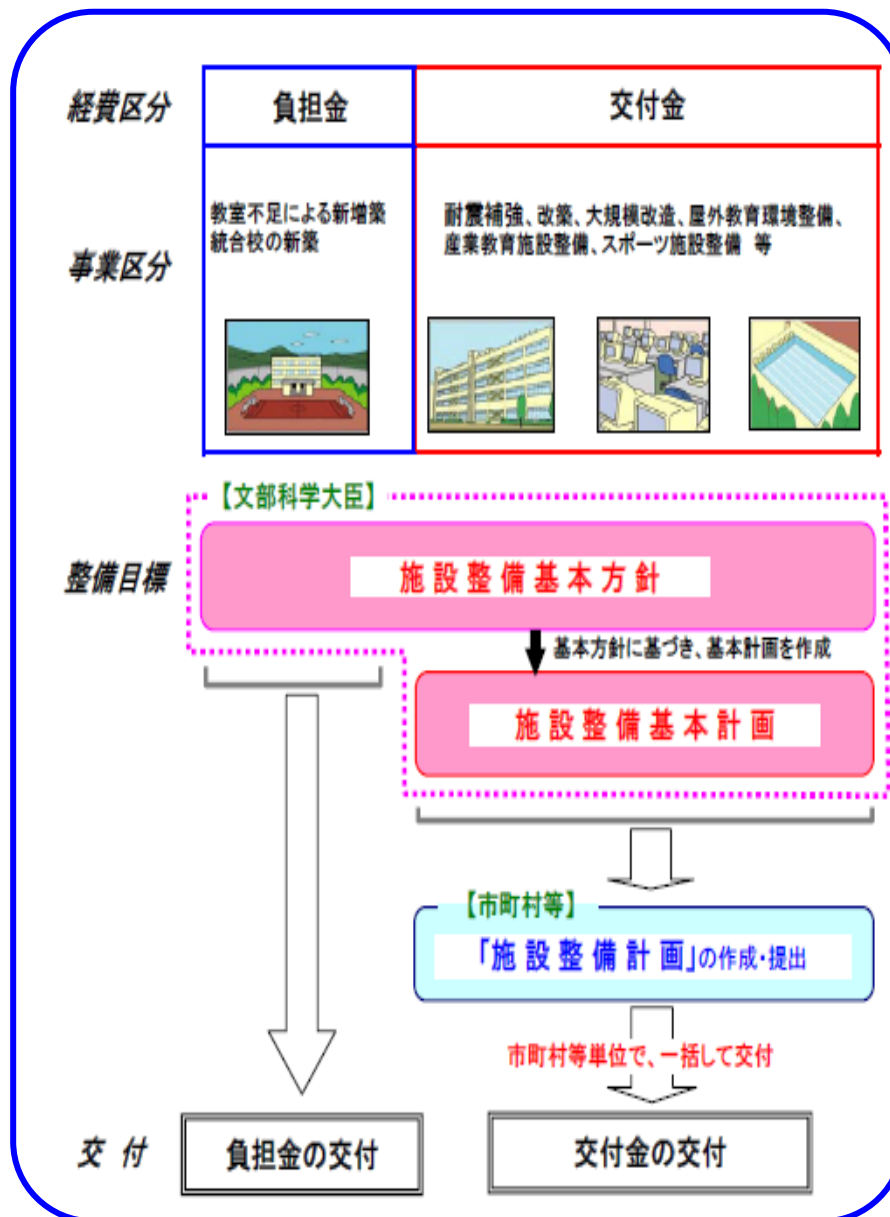 経費区分
負担金
交付金
事業区分
教室不足による新増築
統合校の新築
耐震補強、改築、大規模改造、屋外教育環境整備、
産業教育施設整備、スポーツ施設整備 等
【文部科学大臣】
整備目標
施設整備基本方針
基本方針に基づき、基本計画を作成
施設整備基本計画
【市町村等】
「施設整備計画」の作成・提出
市町村等単位で、一括して交付
交 付
負担金の交付
交付金の交付